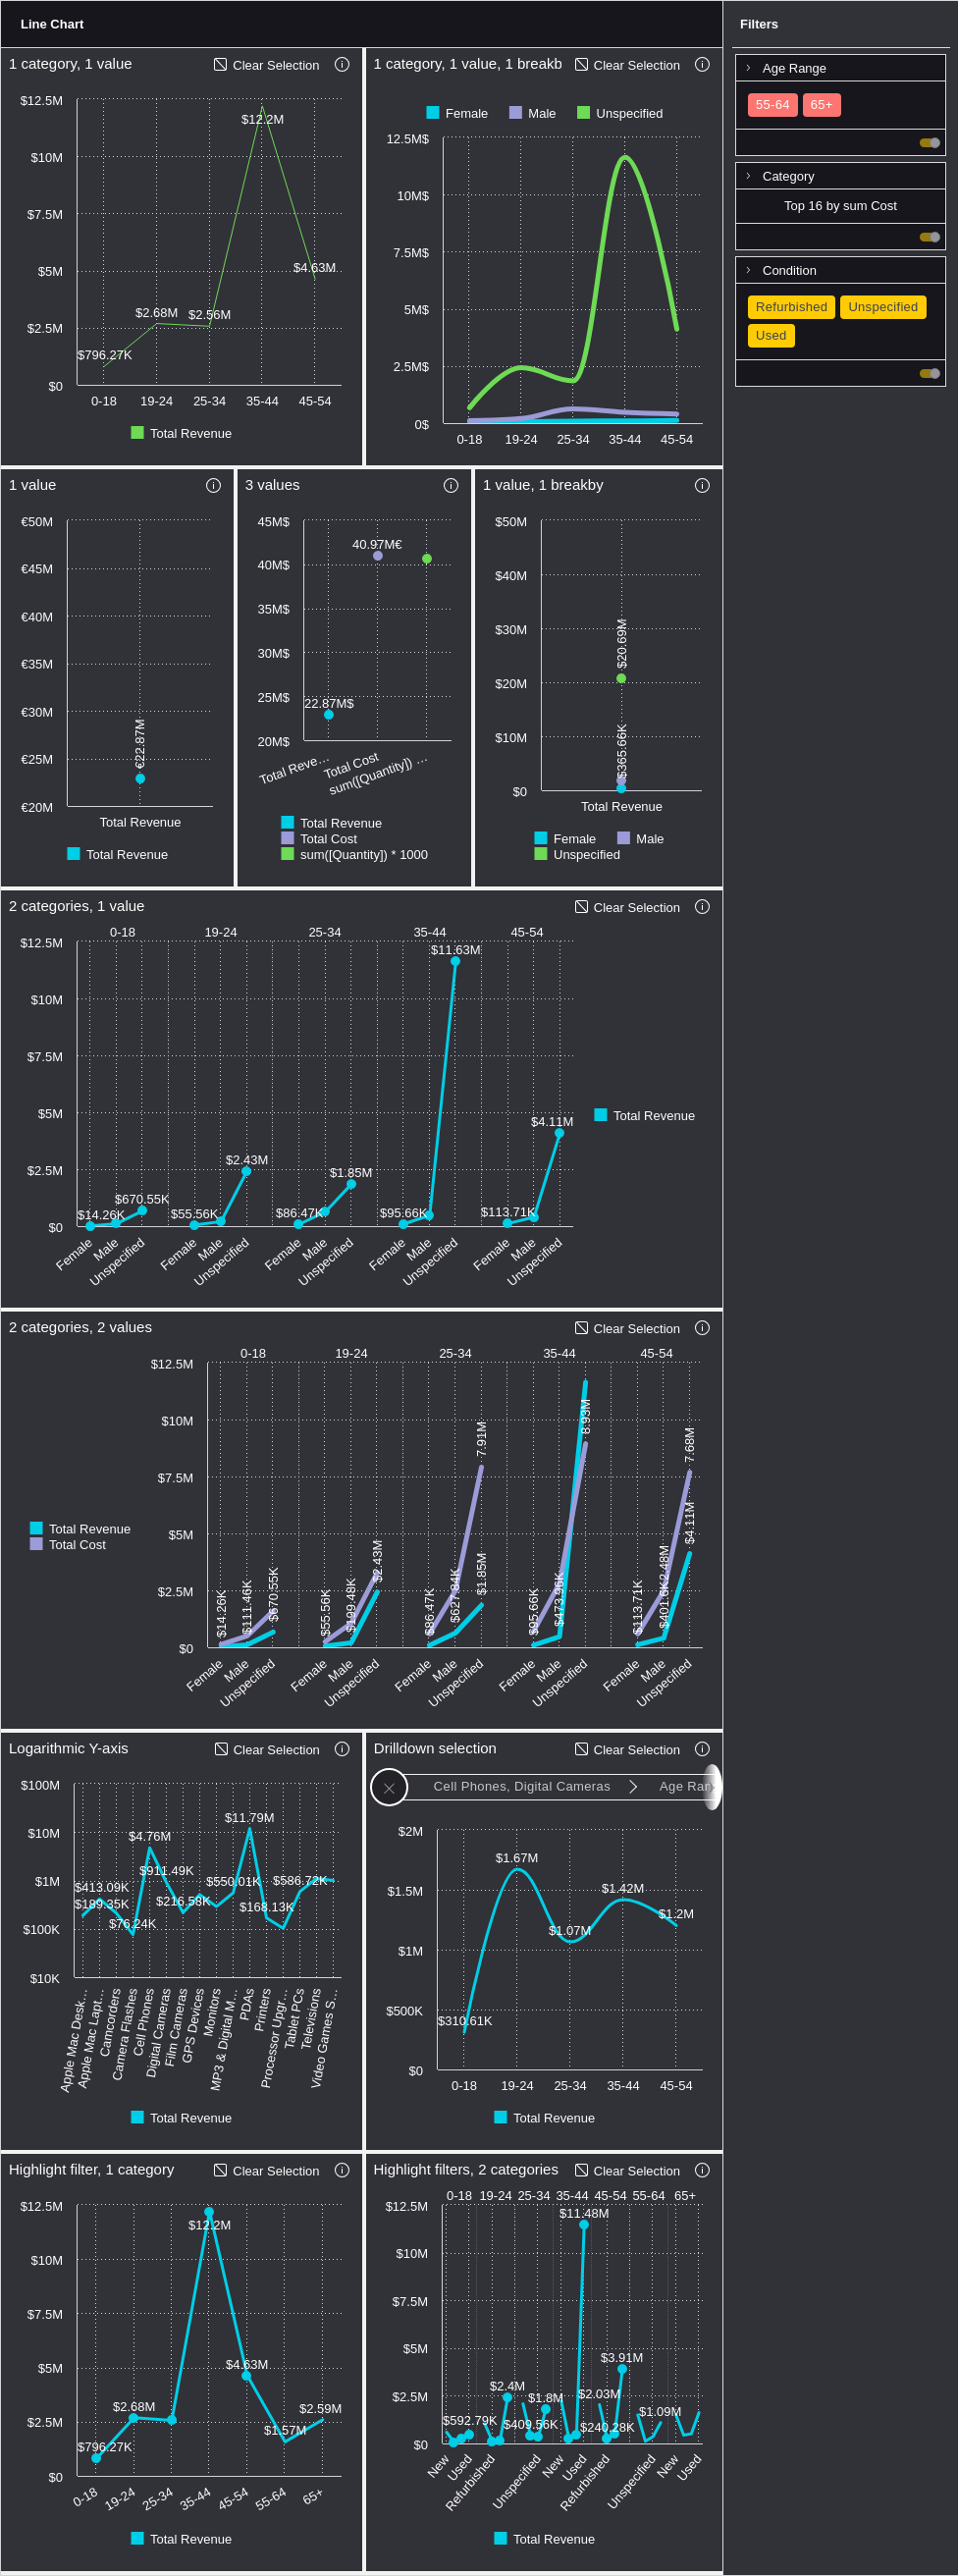 Line Chart
Filters
1 category, 1 value
Clear Selection
$12.5M
$10M
$7.5M
$5M
$2.5M
$0
$796.27K
$2.68M
$2.56M
$12.2M
$4.63M
0-18 19-24 25-34 35-44 45-54
Total Revenue
1 category, 1 value, 1 breakb
Clear Selection
Female Male Unspecified
12.5M$
10M$
7.5M$
5M$
2.5M$
0$
0-18 19-24 25-34 35-44 45-54
Age Range
55-64 65+
Category
Top 16 by sum Cost
Condition
Refurbished Unspecified
Used
1 value
€50M
€45M
€40M
€35M
€30M
€25M
€20M
€22.87M
Total Revenue
Total Revenue
3 values
45M$
40M$
35M$
30M$
25M$
20M$
22.87M$
40.97M€
Total Reve…
Total Cost
sum([Quantity]) …
Total Revenue
Total Cost
sum([Quantity]) * 1000
1 value, 1 breakby
$50M
$40M
$30M
$20M
$10M
$0
$20.69M
$365.66K
Total Revenue
Female Male
Unspecified
2 categories, 1 value
Clear Selection
0-18 19-24 25-34 35-44 45-54
$12.5M
$10M
$7.5M
$5M
$2.5M
$0
$14.26K
$670.55K
$55.56K
$2.43M
$86.47K
$1.85M
$95.66K
$11.63M
$113.71K
$4.11M
Female Male Unspecified Female Male Unspecified Female Male Unspecified Female Male Unspecified Female Male Unspecified
Total Revenue
2 categories, 2 values
Clear Selection
0-18 19-24 25-34 35-44 45-54
$12.5M
$10M
$7.5M
$5M
$2.5M
$0
Total Revenue
Total Cost
$14.26K
$111.46K
$670.55K
$55.56K
$199.48K
$2.43M
$86.47K
$627.84K
$1.85M
7.91M
$95.66K
8.93M
$113.71K
2.48M
$4.11M
7.68M
Female Male Unspecified Female Male Unspecified Female Male Unspecified Female Male Unspecified Female Male Unspecified
Logarithmic Y-axis
Clear Selection
$100M
$10M
$1M
$100K
$10K
$189.35K
$413.09K
$76.24K
$4.76M
$911.49K
$216.58K
$550.01K
$11.79M
$168.13K
$586.72K
Apple Mac Desk…
Apple Mac Lapt…
Camcorders
Camera Flashes
Cell Phones
Digital Cameras
Film Cameras
GPS Devices
Monitors
MP3 & Digital M…
PDAs
Printers
Processor Upgr…
Tablet PCs
Televisions
Video Games S…
Total Revenue
Drilldown selection
Clear Selection
Cell Phones, Digital Cameras
Age Ran
$2M
$1.5M
$1M
$500K
$0
$310.61K
$1.67M
$1.07M
$1.42M
$1.2M
0-18 19-24 25-34 35-44 45-54
Total Revenue
Highlight filter, 1 category
Clear Selection
$12.5M
$10M
$7.5M
$5M
$2.5M
$0
$796.27K
$2.68M
$12.2M
$4.63M
$1.57M
$2.59M
0-18 19-24 25-34 35-44 45-54 55-64 65+
Total Revenue
Highlight filters, 2 categories
Clear Selection
0-18 19-24 25-34 35-44 45-54 55-64 65+
$12.5M
$10M
$7.5M
$5M
$2.5M
$0
$592.79K
$2.4M
$409.56K
$1.8M
$11.48M
$2.03M
$240.28K
$3.91M
$1.09M
New Used Refurbished Unspecified New Used Refurbished Unspecified New Used
Total Revenue